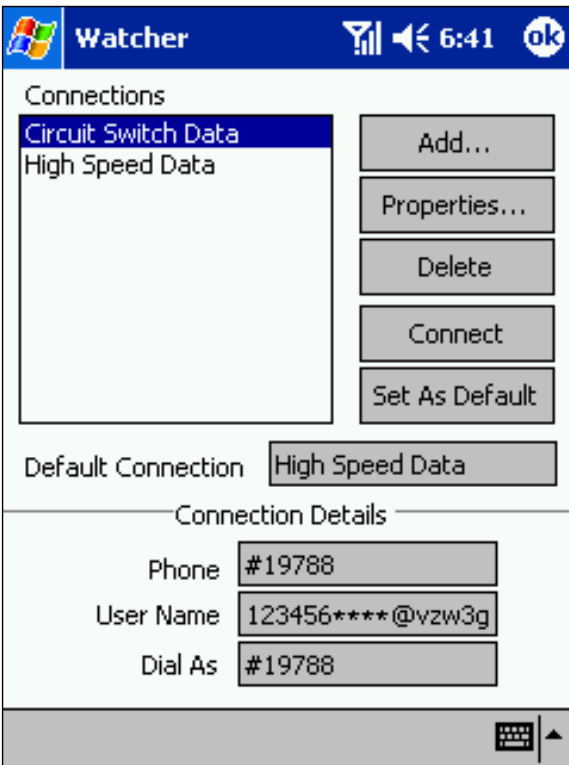 Watcher 6:41 ok
Connections
Circuit Switch Data
High Speed Data
Add...
Properties...
Delete
Connect
Set As Default
Default Connection High Speed Data
Connection Details
Phone #19788
User Name 123456****@vzw3g
Dial As #19788